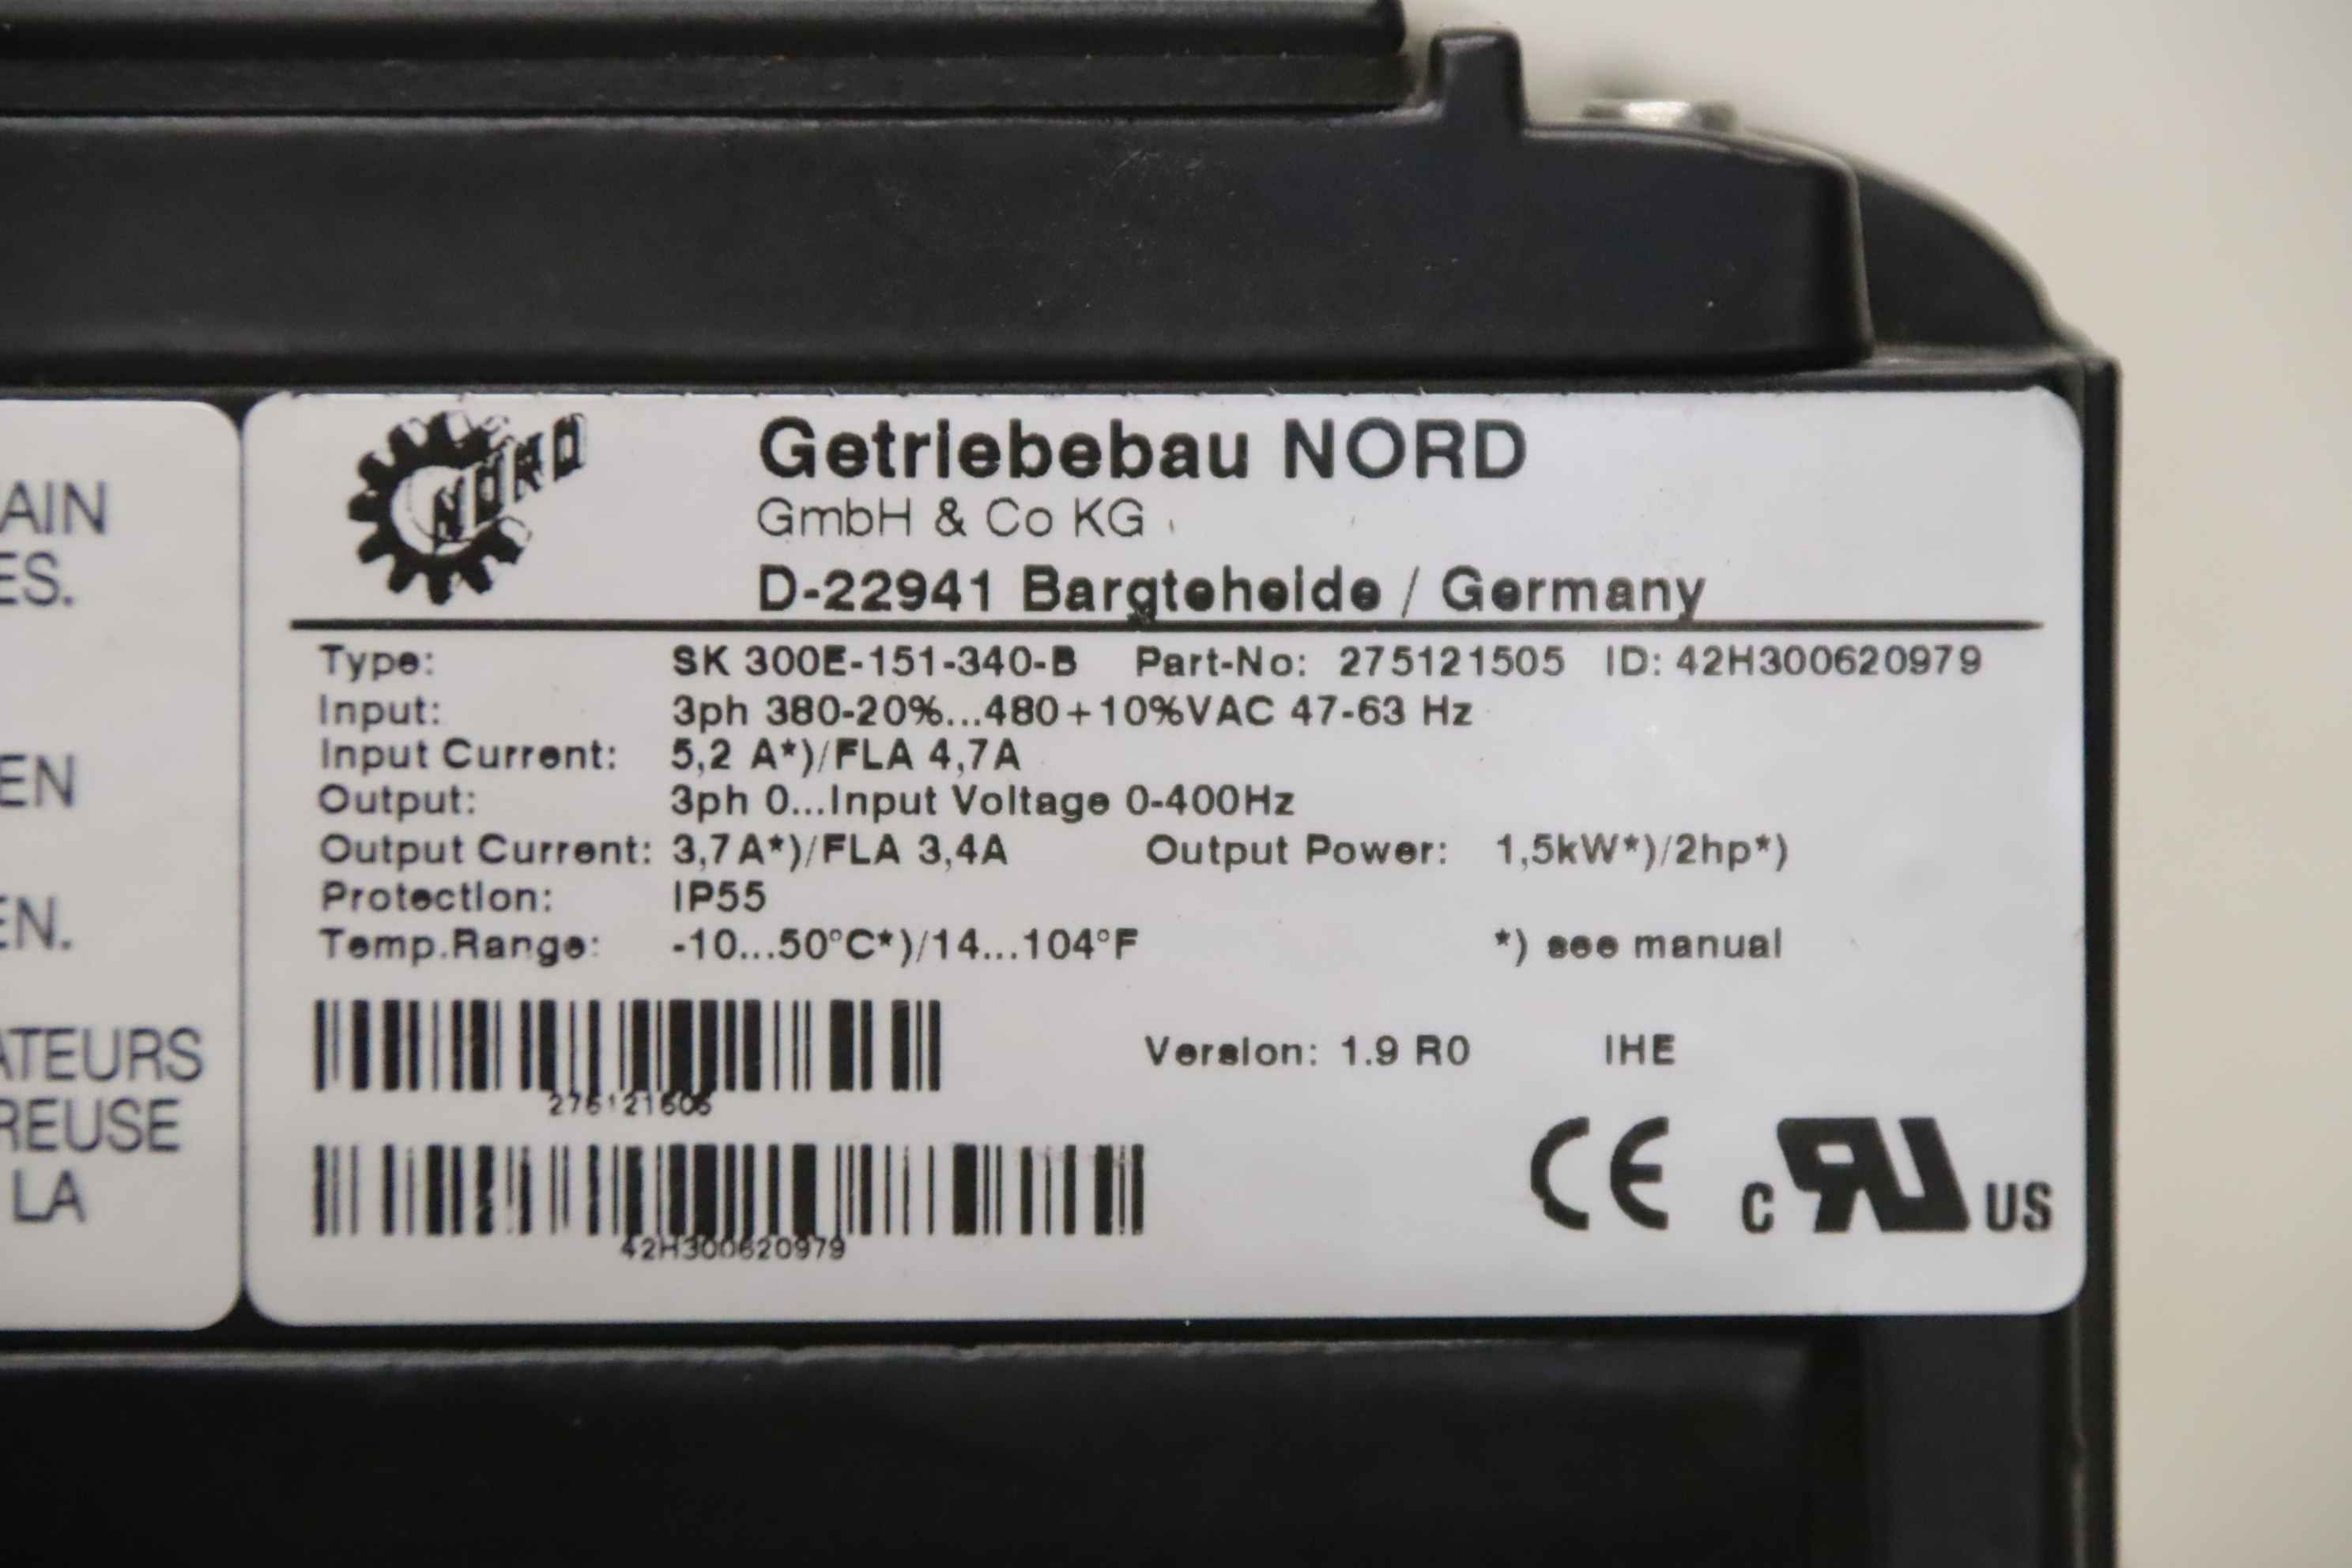 AIN
ES.
EN
EN.
ATEURS
REUSE
LA
NORD
Getriebebau NORD
GmbH & Co KG
D-22941 Bargteheide / Germany
Type: SK 300E-151-340-B Part-No: 275121505 ID: 42H300620979
Input: 3ph 380-20%...480+10%VAC 47-63 Hz
Input Current: 5,2 A*)/FLA 4,7A
Output: 3ph 0...Input Voltage 0-400Hz
Output Current: 3,7A*)/FLA 3,4A Output Power: 1,5kW*)/2hp*)
Protection: IP55
Temp.Range: -10...50°C*)/14...104°F *) see manual
Version: 1.9 R0 IHE
275121505
42H300620979
CE c RU US